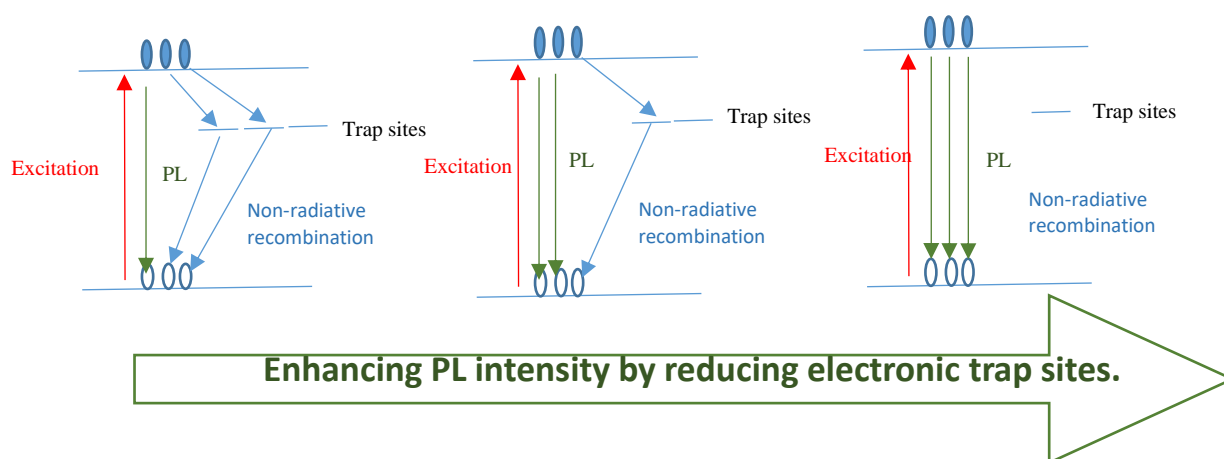 Trap sites
Excitation
PL
Non-radiative
recombination
Trap sites
Excitation
PL
Non-radiative
recombination
Trap sites
Excitation
PL
Non-radiative
recombination
Enhancing PL intensity by reducing electronic trap sites.